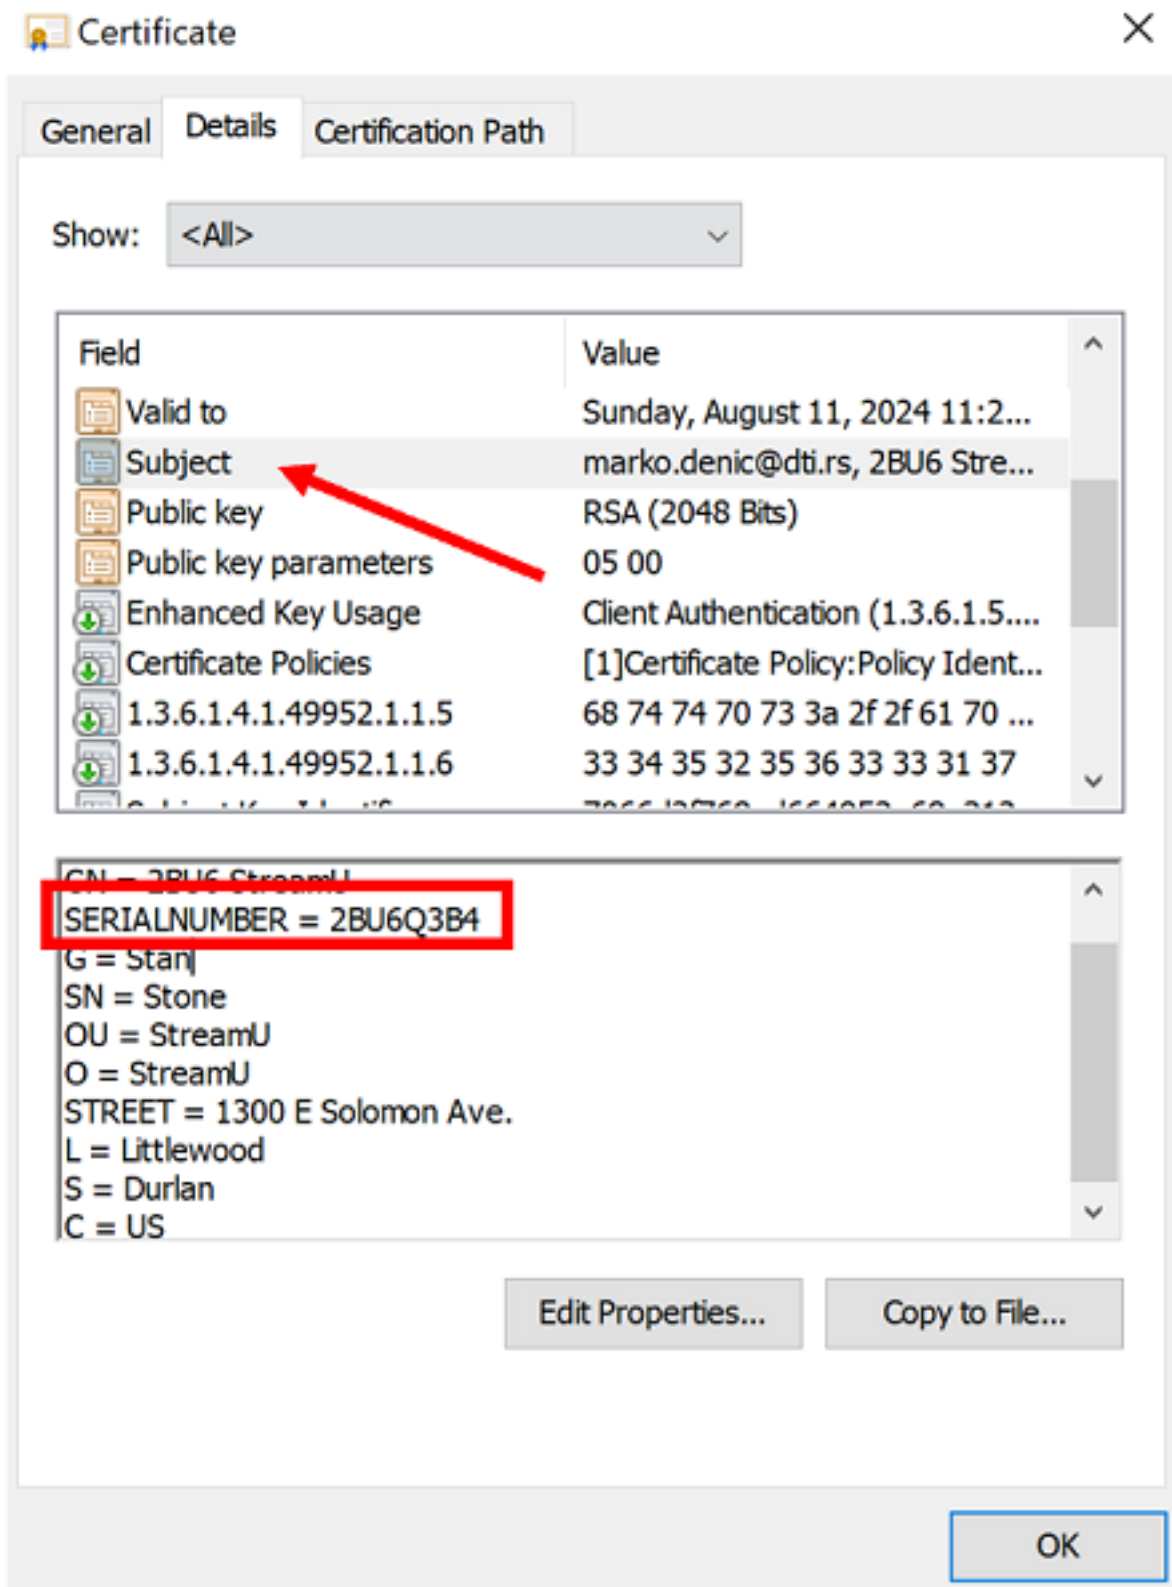 Certificate
General Details Certification Path
Show: <All>
Field Value
Valid to Sunday, August 11, 2024 11:2...
Subject marko.denic@dti.rs, 2BU6 Stre...
Public key RSA (2048 Bits)
Public key parameters 05 00
Enhanced Key Usage Client Authentication (1.3.6.1.5....
Certificate Policies [1]Certificate Policy:Policy Ident...
1.3.6.1.4.1.49952.1.1.5 68 74 74 70 73 3a 2f 2f 61 70 ...
1.3.6.1.4.1.49952.1.1.6 33 34 35 32 35 36 33 33 31 37
CN = 2BU6 StreamU
SERIALNUMBER = 2BU6Q3B4
G = Stan
SN = Stone
OU = StreamU
O = StreamU
STREET = 1300 E Solomon Ave.
L = Littlewood
S = Durlan
C = US
Edit Properties... Copy to File...
OK